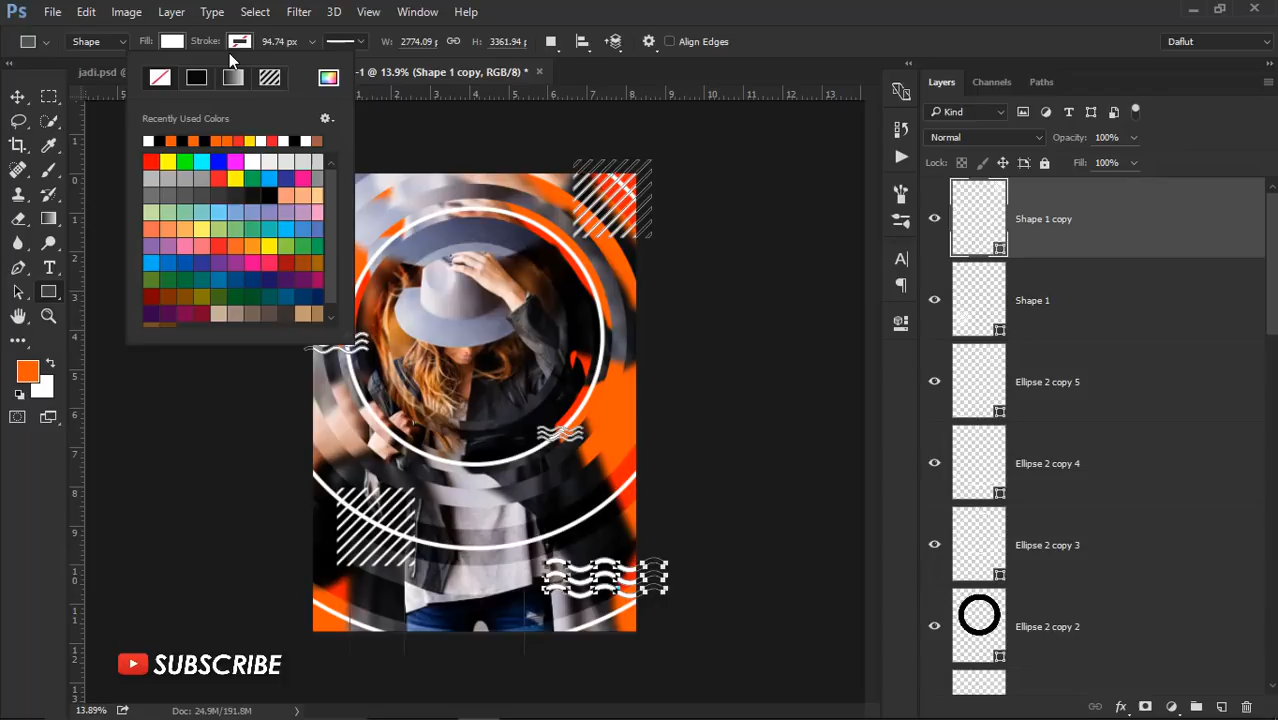 Ps File Edit Image Layer Type Select Filter 3D View Window Help
Shape Fill: Stroke: 94.74 px W: 2774.09 p H: 3361.94 p Align Edges Daflut
jadi.psd @ -1 @ 13.9% (Shape 1 copy, RGB/8) * ×
Recently Used Colors
Layers Channels Paths
Kind
Normal Opacity: 100%
Lock: Fill: 100%
Shape 1 copy
Shape 1
Ellipse 2 copy 5
Ellipse 2 copy 4
Ellipse 2 copy 3
Ellipse 2 copy 2
SUBSCRIBE
13.89% Doc: 24.9M/191.8M